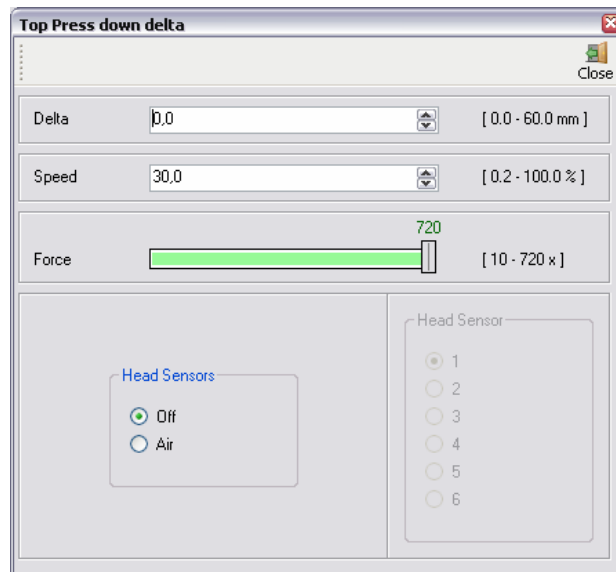 Top Press down delta
Close
Delta 0,0 [ 0.0 - 60.0 mm ]
Speed 30,0 [ 0.2 - 100.0 % ]
720
Force [ 10 - 720 x ]
Head Sensors
Off
Air
Head Sensor
1
2
3
4
5
6